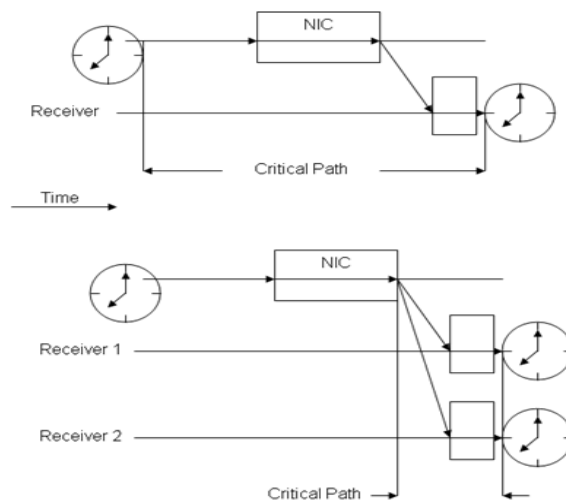 NIC
Receiver
Critical Path
Time
NIC
Receiver 1
Receiver 2
Critical Path